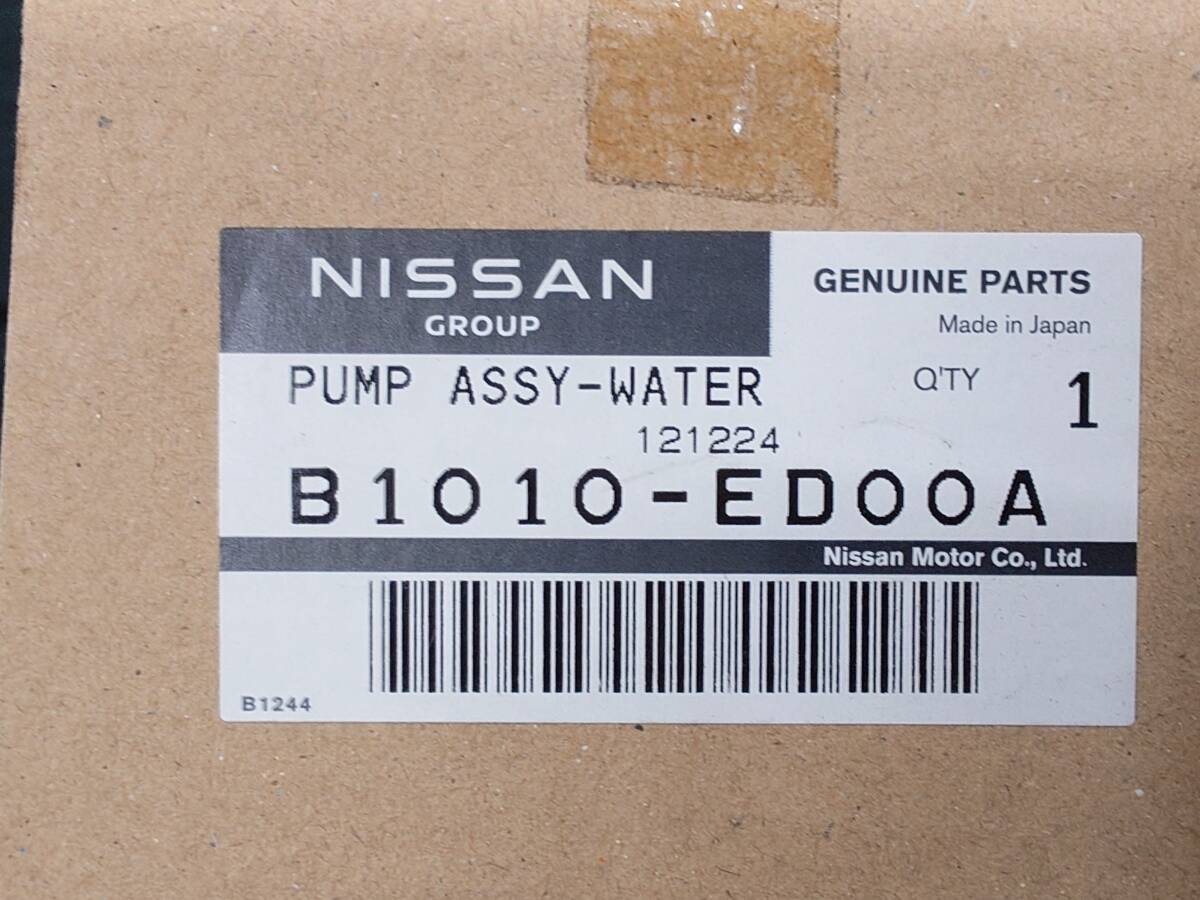 NISSAN
GROUP
GENUINE PARTS
Made in Japan
PUMP ASSY-WATER
Q'TY 1
121224
B1010-ED00A
Nissan Motor Co., Ltd.
B1244